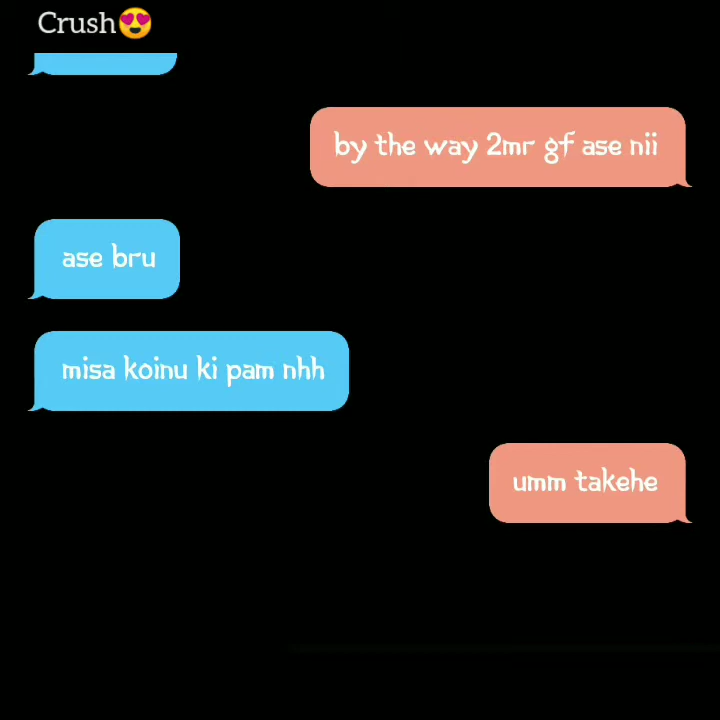 Crush😍
by the way 2mr gf ase nii
ase bru
misa koinu ki pam nhh
umm takehe